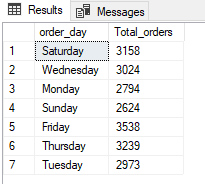 Results Messages
order_day Total_orders
1 Saturday 3158
2 Wednesday 3024
3 Monday 2794
4 Sunday 2624
5 Friday 3538
6 Thursday 3239
7 Tuesday 2973